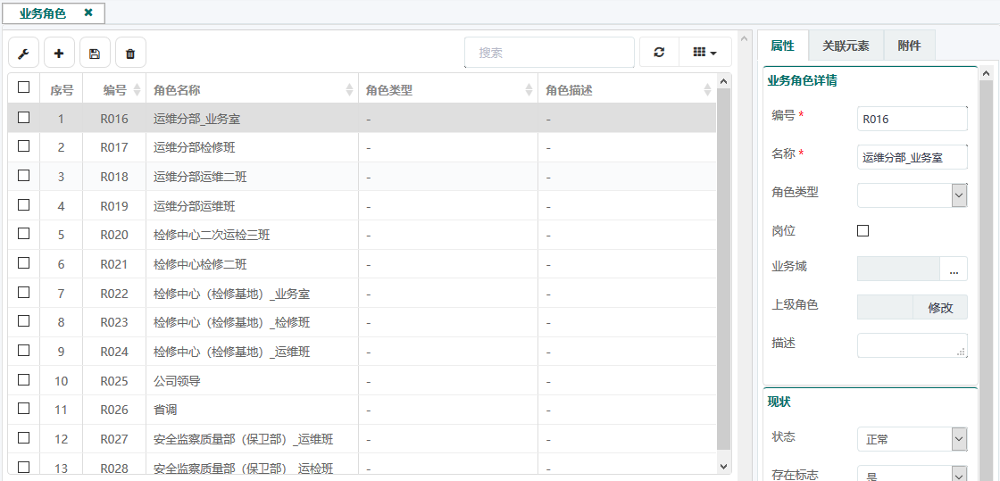 业务角色
搜索
序号 编号 角色名称 角色类型 角色描述
1 R016 运维分部_业务室 - -
2 R017 运维分部检修班 - -
3 R018 运维分部运维二班 - -
4 R019 运维分部运维班 - -
5 R020 检修中心二次运检三班 - -
6 R021 检修中心检修二班 - -
7 R022 检修中心（检修基地）_业务室 - -
8 R023 检修中心（检修基地）_检修班 - -
9 R024 检修中心（检修基地）_运维班 - -
10 R025 公司领导 - -
11 R026 省调 - -
12 R027 安全监察质量部（保卫部）_运维班 - -
13 R028 安全监察质量部（保卫部）_运检班 - -
属性 关联元素 附件
业务角色详情
编号 * R016
名称 * 运维分部_业务室
角色类型
岗位
业务域 ...
上级角色 修改
描述
现状
状态 正常
存在标志 是